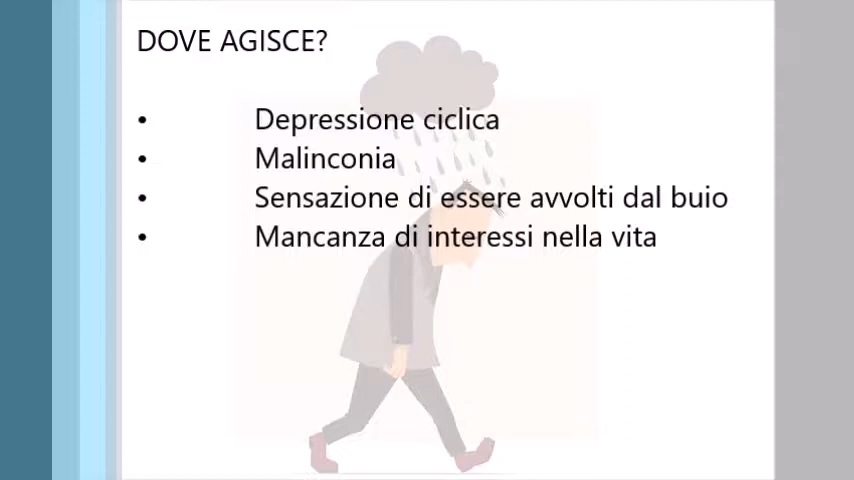 DOVE AGISCE?
• Depressione ciclica
• Malinconia
• Sensazione di essere avvolti dal buio
• Mancanza di interessi nella vita